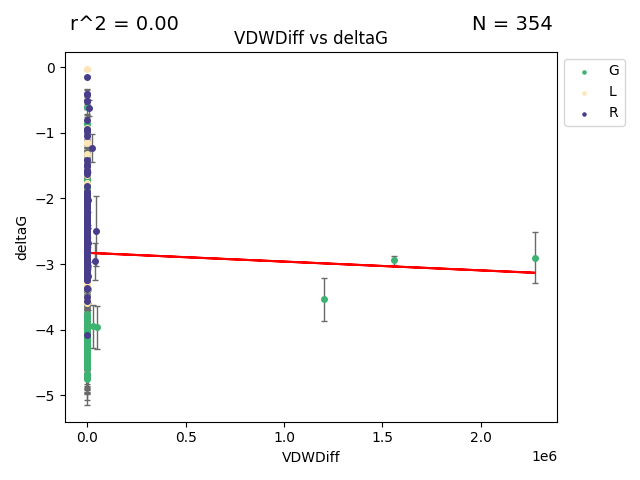 r^2 = 0.00
N = 354
VDWDiff vs deltaG
G
L
R
deltaG
0
−1
−2
−3
−4
−5
0.0
0.5
1.0
1.5
2.0
1e6
VDWDiff